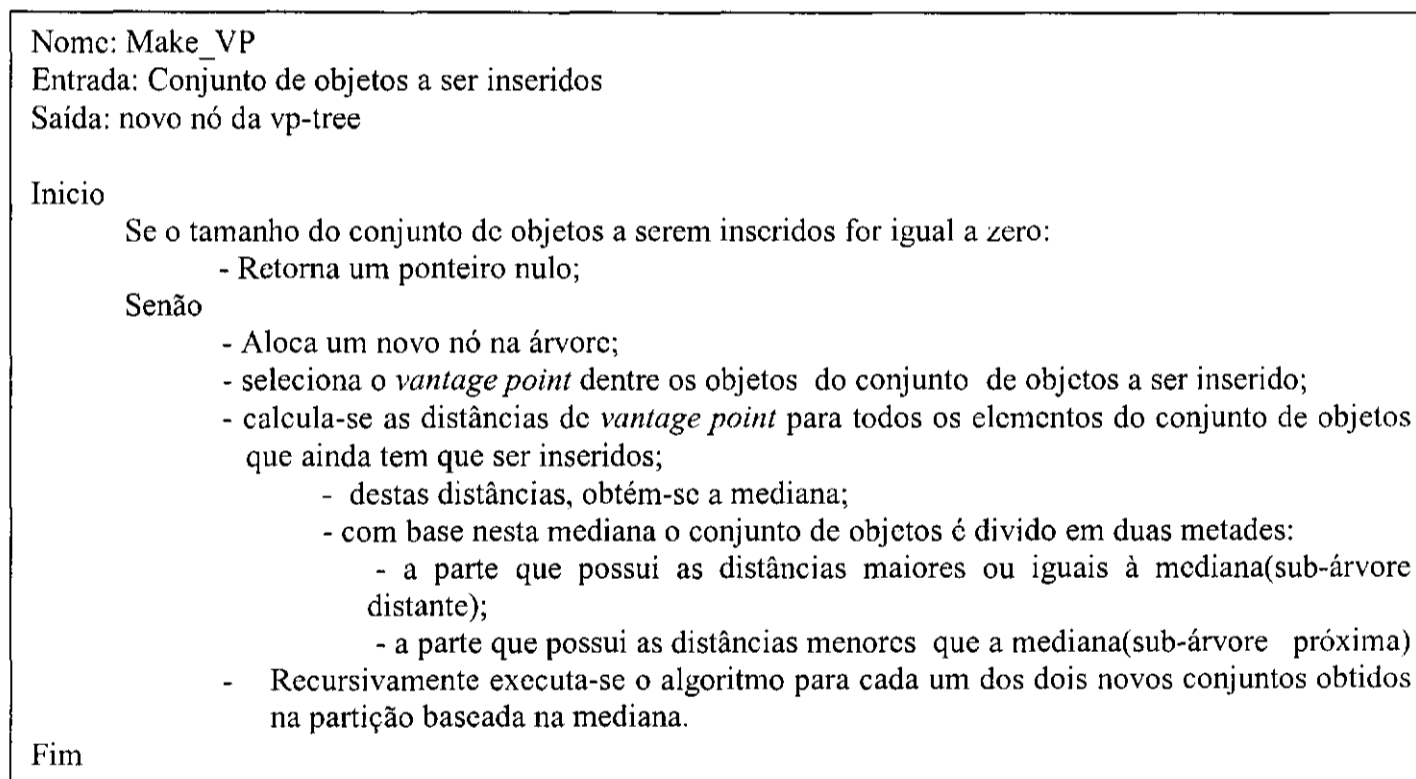 Nome: Make_VP
Entrada: Conjunto de objetos a ser inseridos
Saída: novo nó da vp-tree
Inicio
Se o tamanho do conjunto de objetos a serem inseridos for igual a zero:
- Retorna um ponteiro nulo;
Senão
- Aloca um novo nó na árvore;
- seleciona o vantage point dentre os objetos do conjunto de objetos a ser inserido;
- calcula-se as distâncias de vantage point para todos os elementos do conjunto de objetos
que ainda tem que ser inseridos;
- destas distâncias, obtém-se a mediana;
- com base nesta mediana o conjunto de objetos é divido em duas metades:
- a parte que possui as distâncias maiores ou iguais à mediana(sub-árvore
distante);
- a parte que possui as distâncias menores que a mediana(sub-árvore próxima)
- Recursivamente executa-se o algoritmo para cada um dos dois novos conjuntos obtidos
na partição baseada na mediana.
Fim